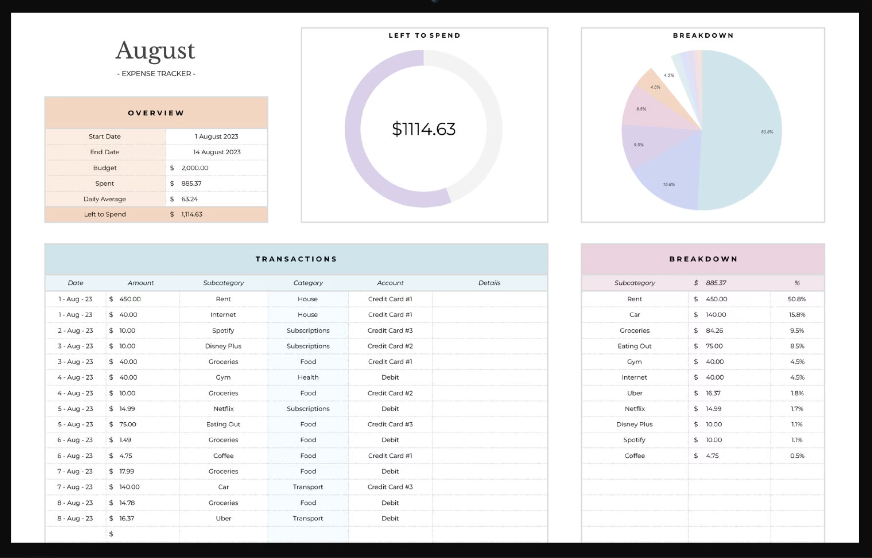 August
- EXPENSE TRACKER -
OVERVIEW
Start Date 1 August 2023
End Date 14 August 2023
Budget $ 2,000.00
Spent $ 885.37
Daily Average $ 63.24
Left to Spend $ 1,114.63
LEFT TO SPEND
$1114.63
BREAKDOWN
4.5%
4.5%
8.5%
9.5%
15.8%
50.8%
TRANSACTIONS
Date Amount Subcategory Category Account Details
1 - Aug - 23 $ 450.00 Rent House Credit Card #1
1 - Aug - 23 $ 40.00 Internet House Credit Card #1
2 - Aug - 23 $ 10.00 Spotify Subscriptions Credit Card #3
3 - Aug - 23 $ 10.00 Disney Plus Subscriptions Credit Card #2
3 - Aug - 23 $ 40.00 Groceries Food Credit Card #1
4 - Aug - 23 $ 40.00 Gym Health Debit
4 - Aug - 23 $ 10.00 Groceries Food Credit Card #2
5 - Aug - 23 $ 14.99 Netflix Subscriptions Debit
5 - Aug - 23 $ 75.00 Eating Out Food Credit Card #3
6 - Aug - 23 $ 1.49 Groceries Food Debit
6 - Aug - 23 $ 4.75 Coffee Food Credit Card #1
7 - Aug - 23 $ 17.99 Groceries Food Debit
7 - Aug - 23 $ 140.00 Car Transport Credit Card #3
8 - Aug - 23 $ 14.78 Groceries Food Debit
8 - Aug - 23 $ 16.37 Uber Transport Debit
$
BREAKDOWN
Subcategory $ 885.37 %
Rent $ 450.00 50.8%
Car $ 140.00 15.8%
Groceries $ 84.26 9.5%
Eating Out $ 75.00 8.5%
Gym $ 40.00 4.5%
Internet $ 40.00 4.5%
Uber $ 16.37 1.8%
Netflix $ 14.99 1.7%
Disney Plus $ 10.00 1.1%
Spotify $ 10.00 1.1%
Coffee $ 4.75 0.5%